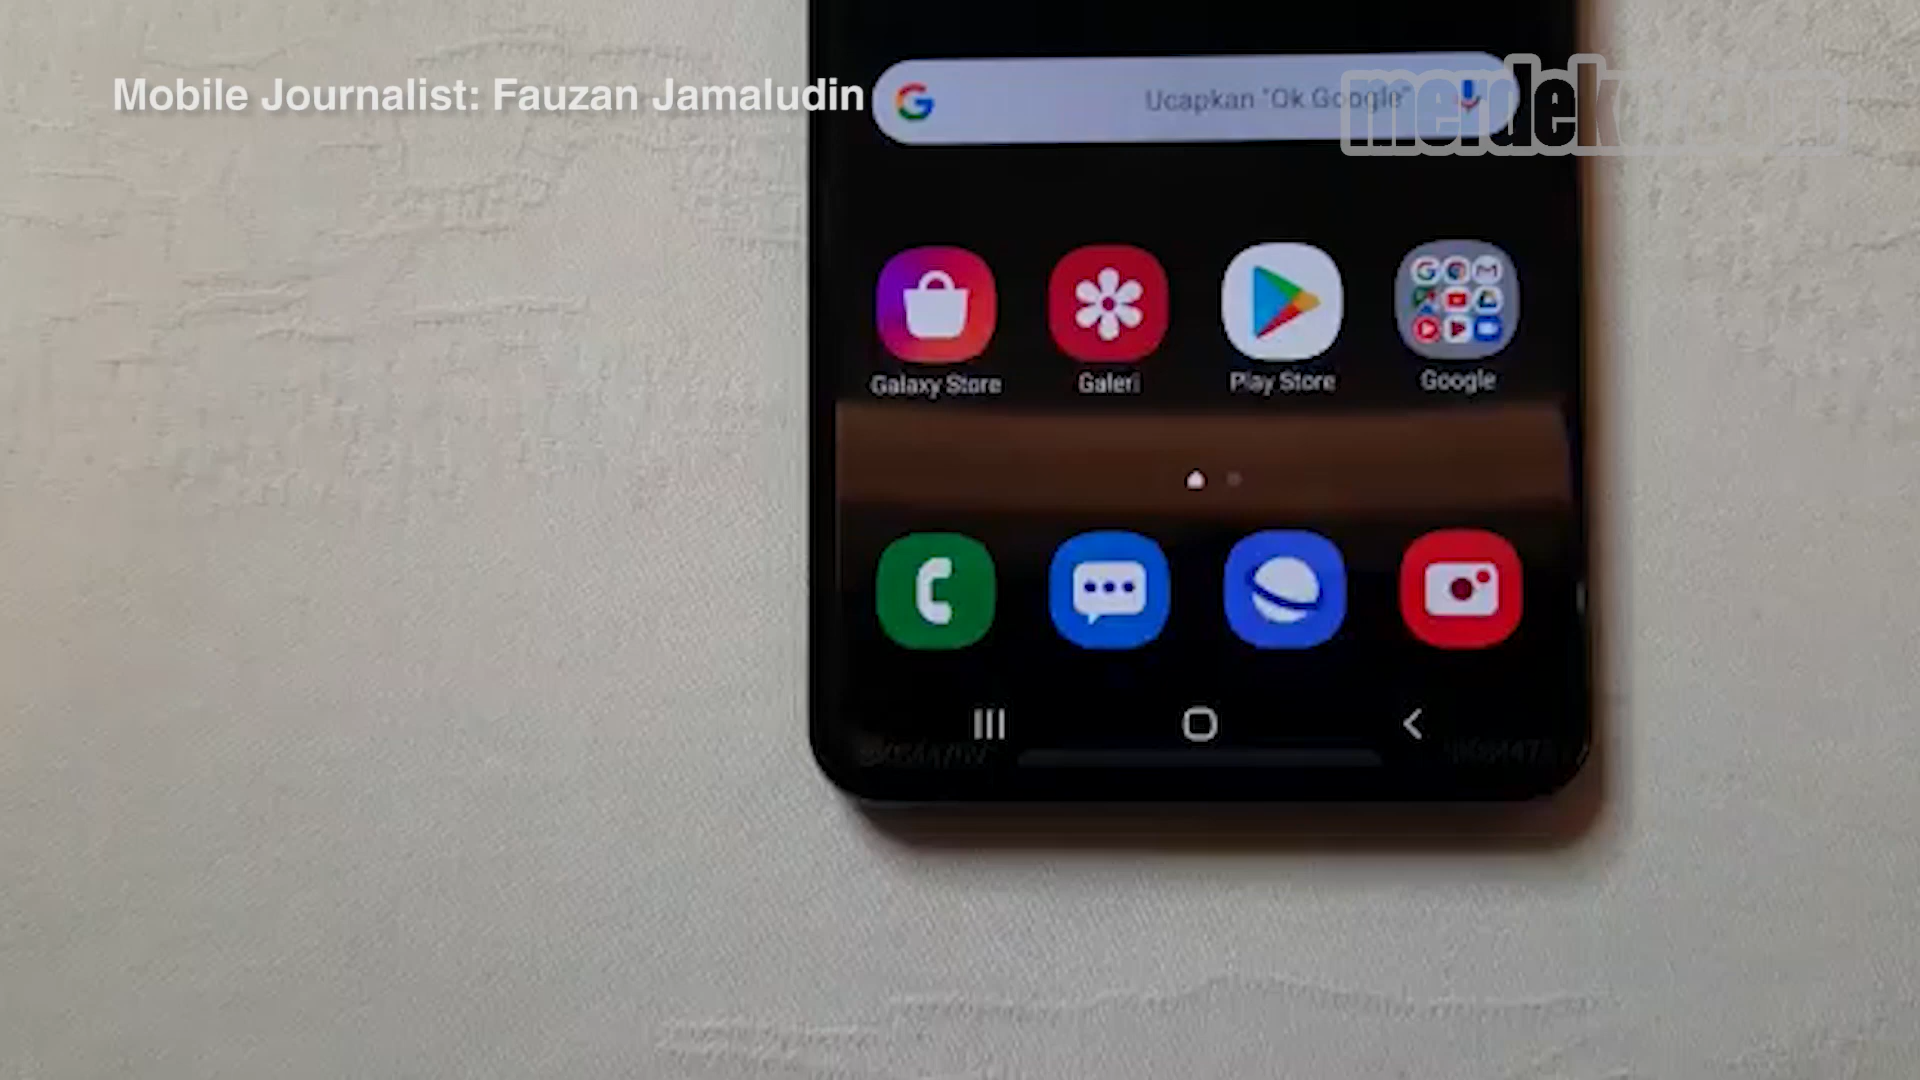 Mobile Journalist: Fauzan Jamaludin
merdeka
Ucapkan "Ok Google"
Galaxy Store
Galeri
Play Store
Google